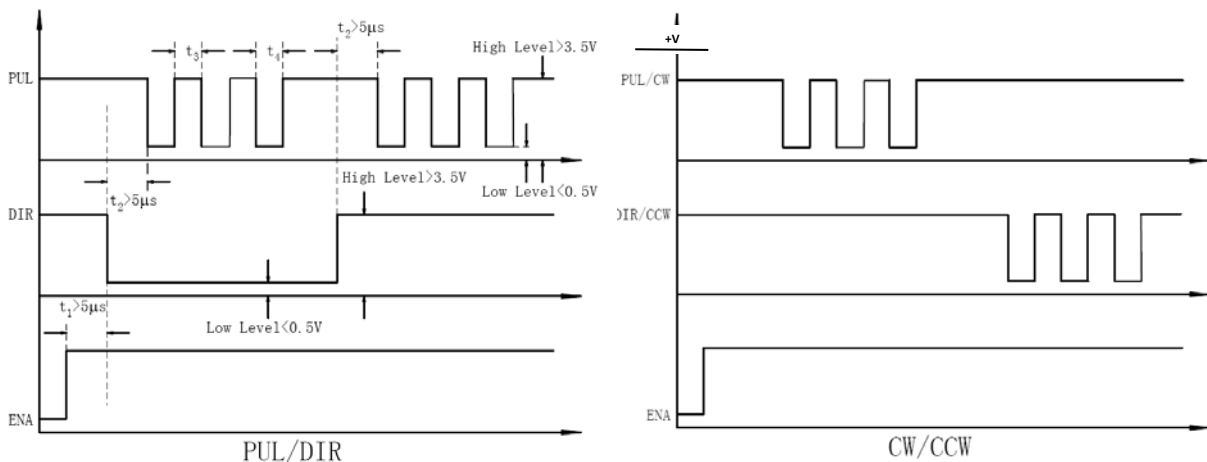 t₂>5μs
High Level>3.5V
t₃
t₄
PUL
High Level>3.5V
Low Level<0.5V
t₂>5μs
DIR
t₁>5μs
Low Level<0.5V
ENA
PUL/DIR
+V
PUL/CW
DIR/CCW
ENA
CW/CCW